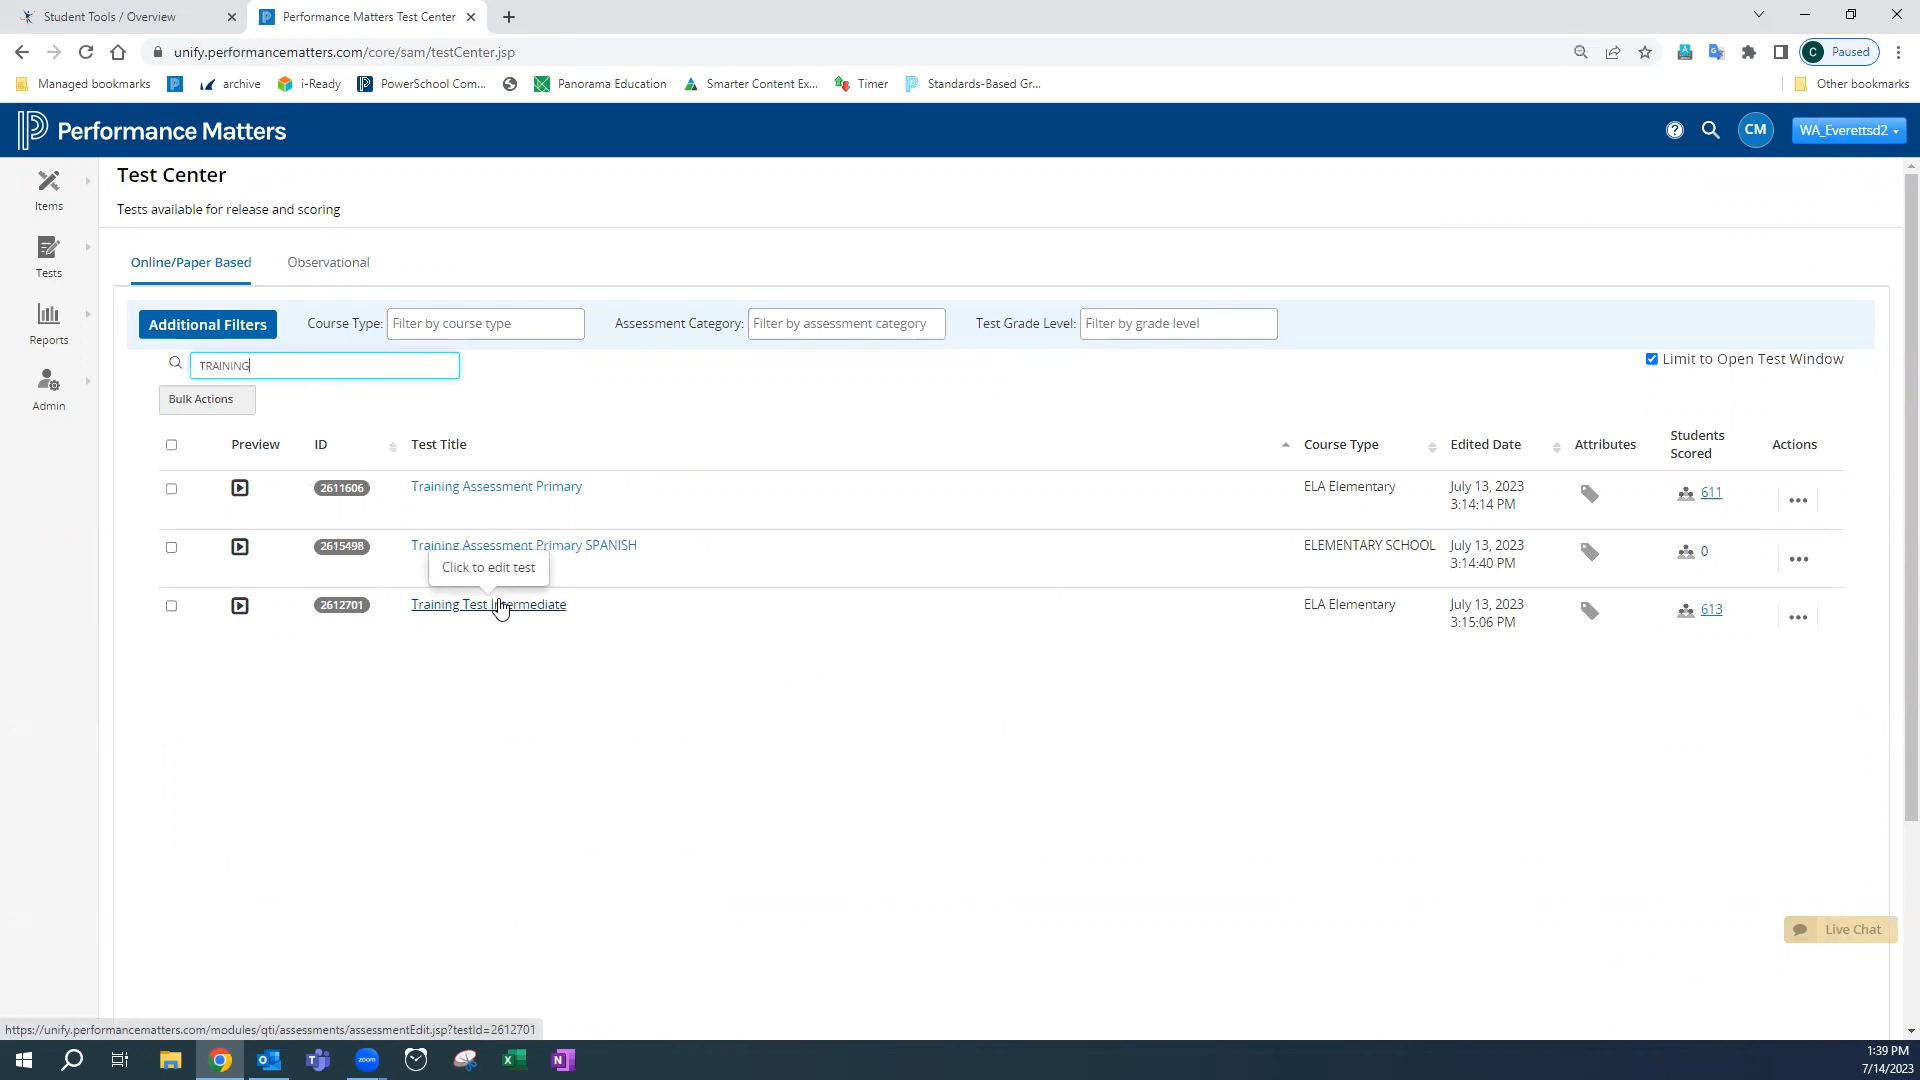 Student Tools / Overview
Performance Matters Test Center
unify.performancematters.com/core/sam/testCenter.jsp
C Paused
Managed bookmarks
archive
i-Ready
PowerSchool Com...
Panorama Education
Smarter Content Ex...
Timer
Standards-Based Gr...
Other bookmarks
Performance Matters
CM
WA_Everettsd2
Items
Tests
Reports
Admin
Test Center
Tests available for release and scoring
Online/Paper Based
Observational
Additional Filters
Course Type: Filter by course type
Assessment Category: Filter by assessment category
Test Grade Level: Filter by grade level
TRAINING
Limit to Open Test Window
Bulk Actions
Preview ID Test Title Course Type Edited Date Attributes Students Scored Actions
2611606 Training Assessment Primary ELA Elementary July 13, 2023 611
3:14:14 PM
2615498 Training Assessment Primary SPANISH ELEMENTARY SCHOOL July 13, 2023 0
3:14:40 PM
Click to edit test
2612701 Training Test Intermediate ELA Elementary July 13, 2023 613
3:15:06 PM
Live Chat
https://unify.performancematters.com/modules/qti/assessments/assessmentEdit.jsp?testId=2612701
zoom
1:39 PM
7/14/2023